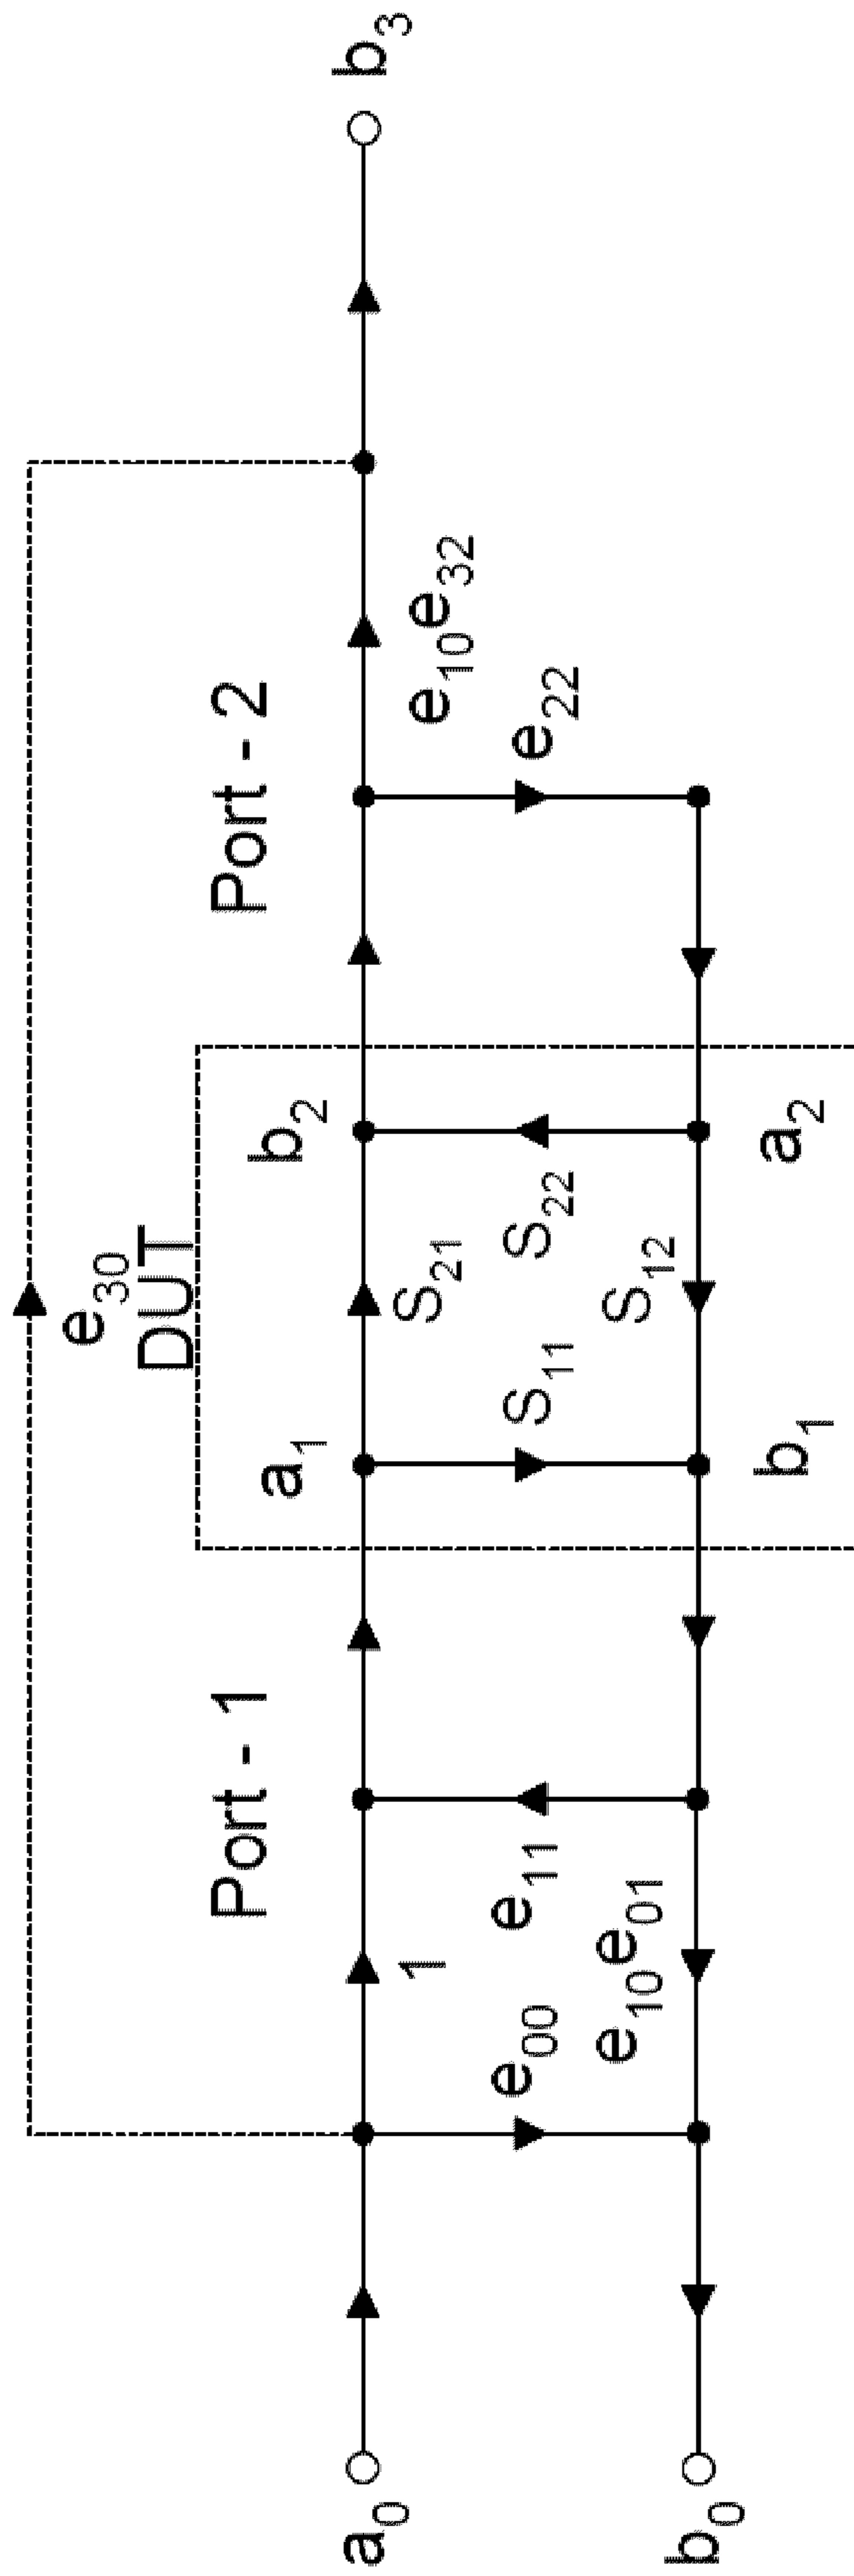 e₃₀
DUT
Port - 1
Port - 2
a₁
b₂
a₀
1
S₂₁
e₁₀e₃₂
b₃
e₀₀
e₁₁
S₁₁
S₂₂
e₂₂
e₁₀e₀₁
S₁₂
b₀
b₁
a₂